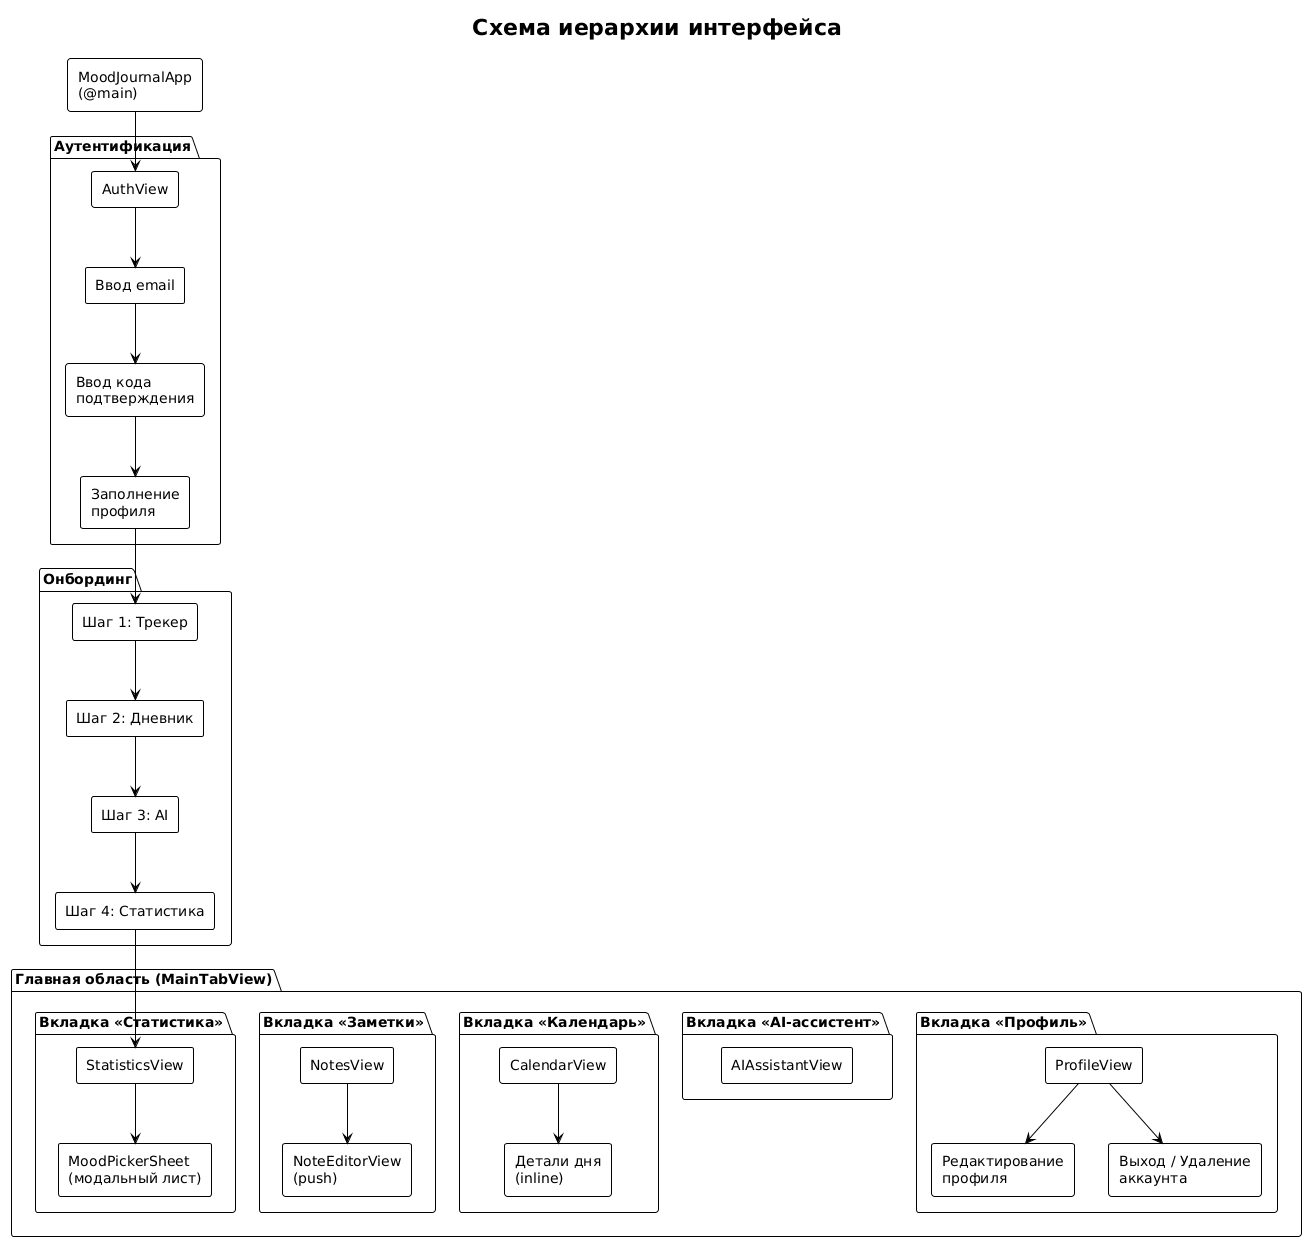 Схема иерархии интерфейса
MoodJournalApp
(@main)
Аутентификация
AuthView
Ввод email
Ввод кода
подтверждения
Заполнение
профиля
Онбординг
Шаг 1: Трекер
Шаг 2: Дневник
Шаг 3: AI
Шаг 4: Статистика
Главная область (MainTabView)
Вкладка «Статистика»
StatisticsView
MoodPickerSheet
(модальный лист)
Вкладка «Заметки»
NotesView
NoteEditorView
(push)
Вкладка «Календарь»
CalendarView
Детали дня
(inline)
Вкладка «AI-ассистент»
AIAssistantView
Вкладка «Профиль»
ProfileView
Редактирование
профиля
Выход / Удаление
аккаунта